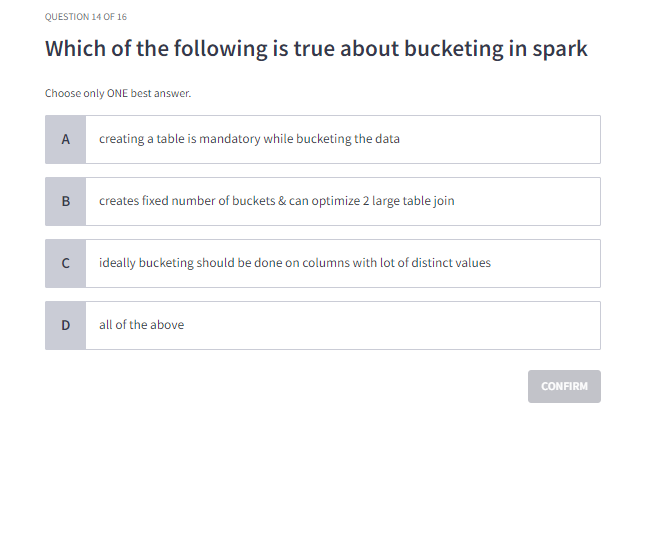 QUESTION 14 OF 16
Which of the following is true about bucketing in spark
Choose only ONE best answer.
A creating a table is mandatory while bucketing the data
B creates fixed number of buckets & can optimize 2 large table join
C ideally bucketing should be done on columns with lot of distinct values
D all of the above
CONFIRM